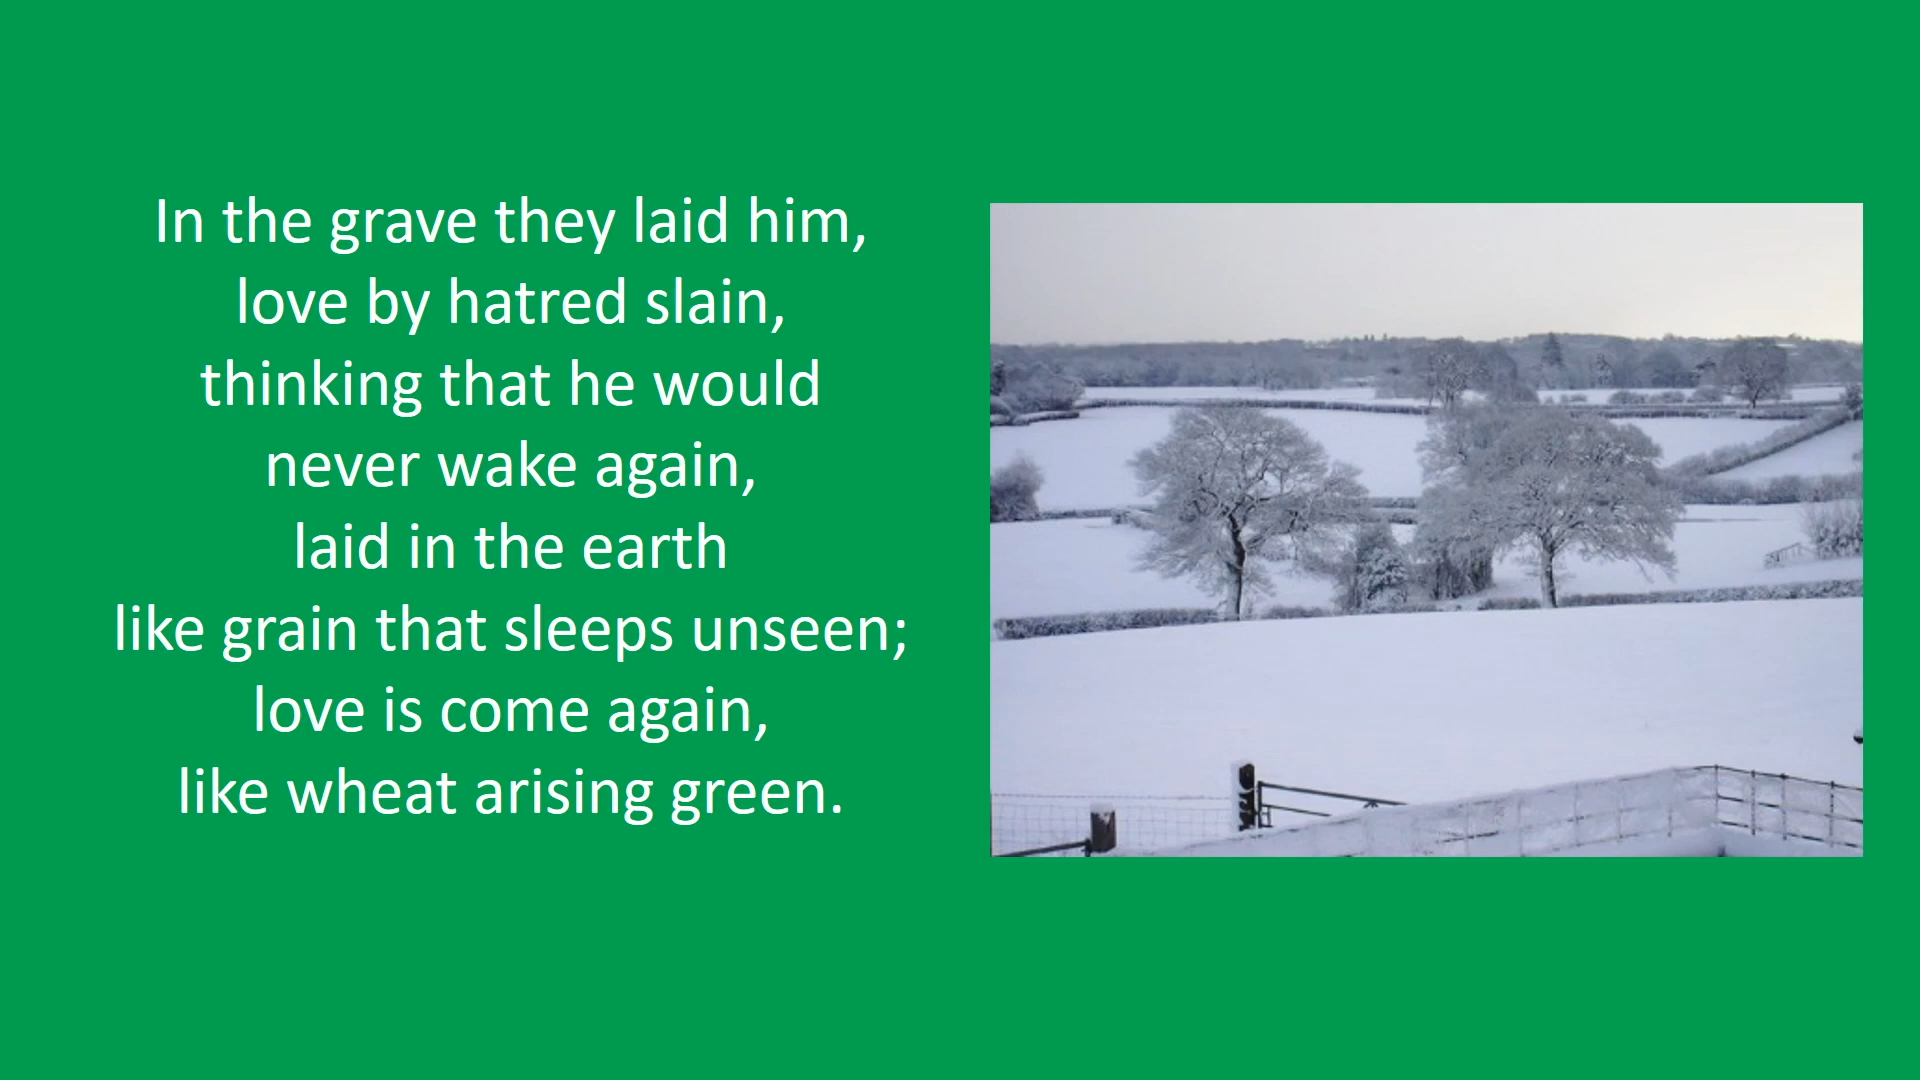 In the grave they laid him,
love by hatred slain,
thinking that he would
never wake again,
laid in the earth
like grain that sleeps unseen;
love is come again,
like wheat arising green.